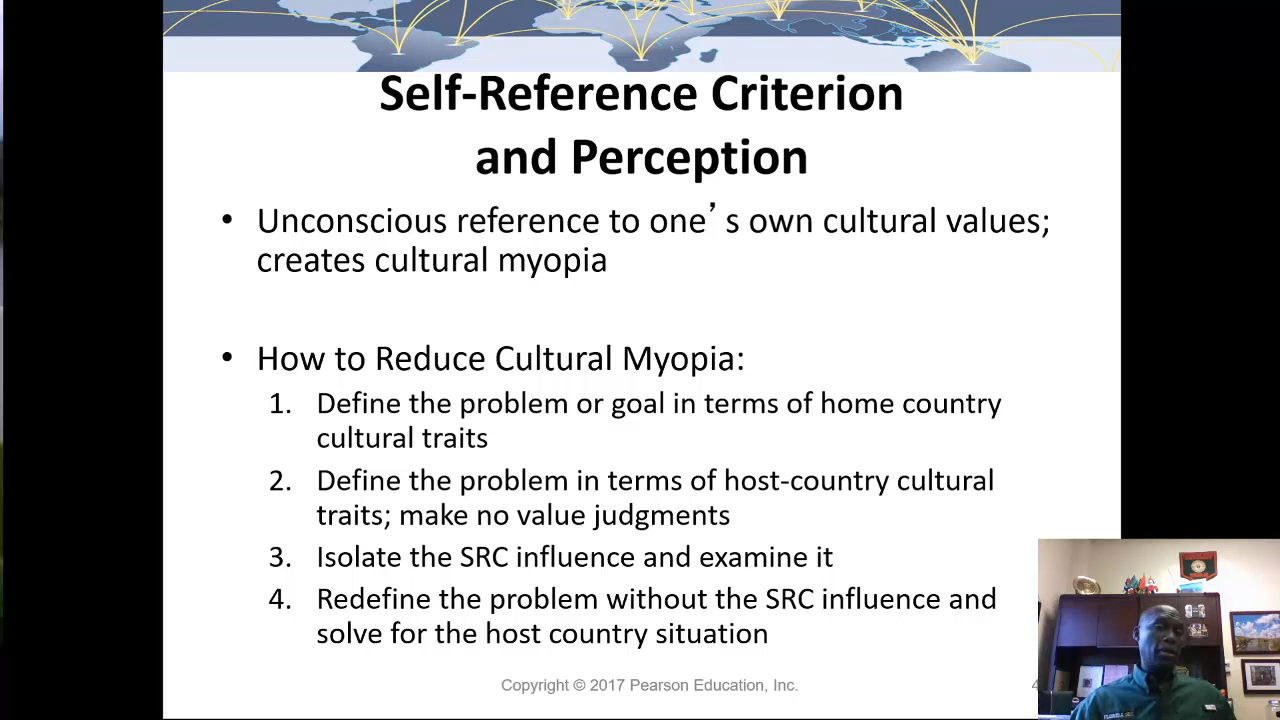 Self-Reference Criterion
and Perception
• Unconscious reference to one’s own cultural values;
creates cultural myopia
• How to Reduce Cultural Myopia:
1. Define the problem or goal in terms of home country
cultural traits
2. Define the problem in terms of host-country cultural
traits; make no value judgments
3. Isolate the SRC influence and examine it
4. Redefine the problem without the SRC influence and
solve for the host country situation
Copyright © 2017 Pearson Education, Inc.